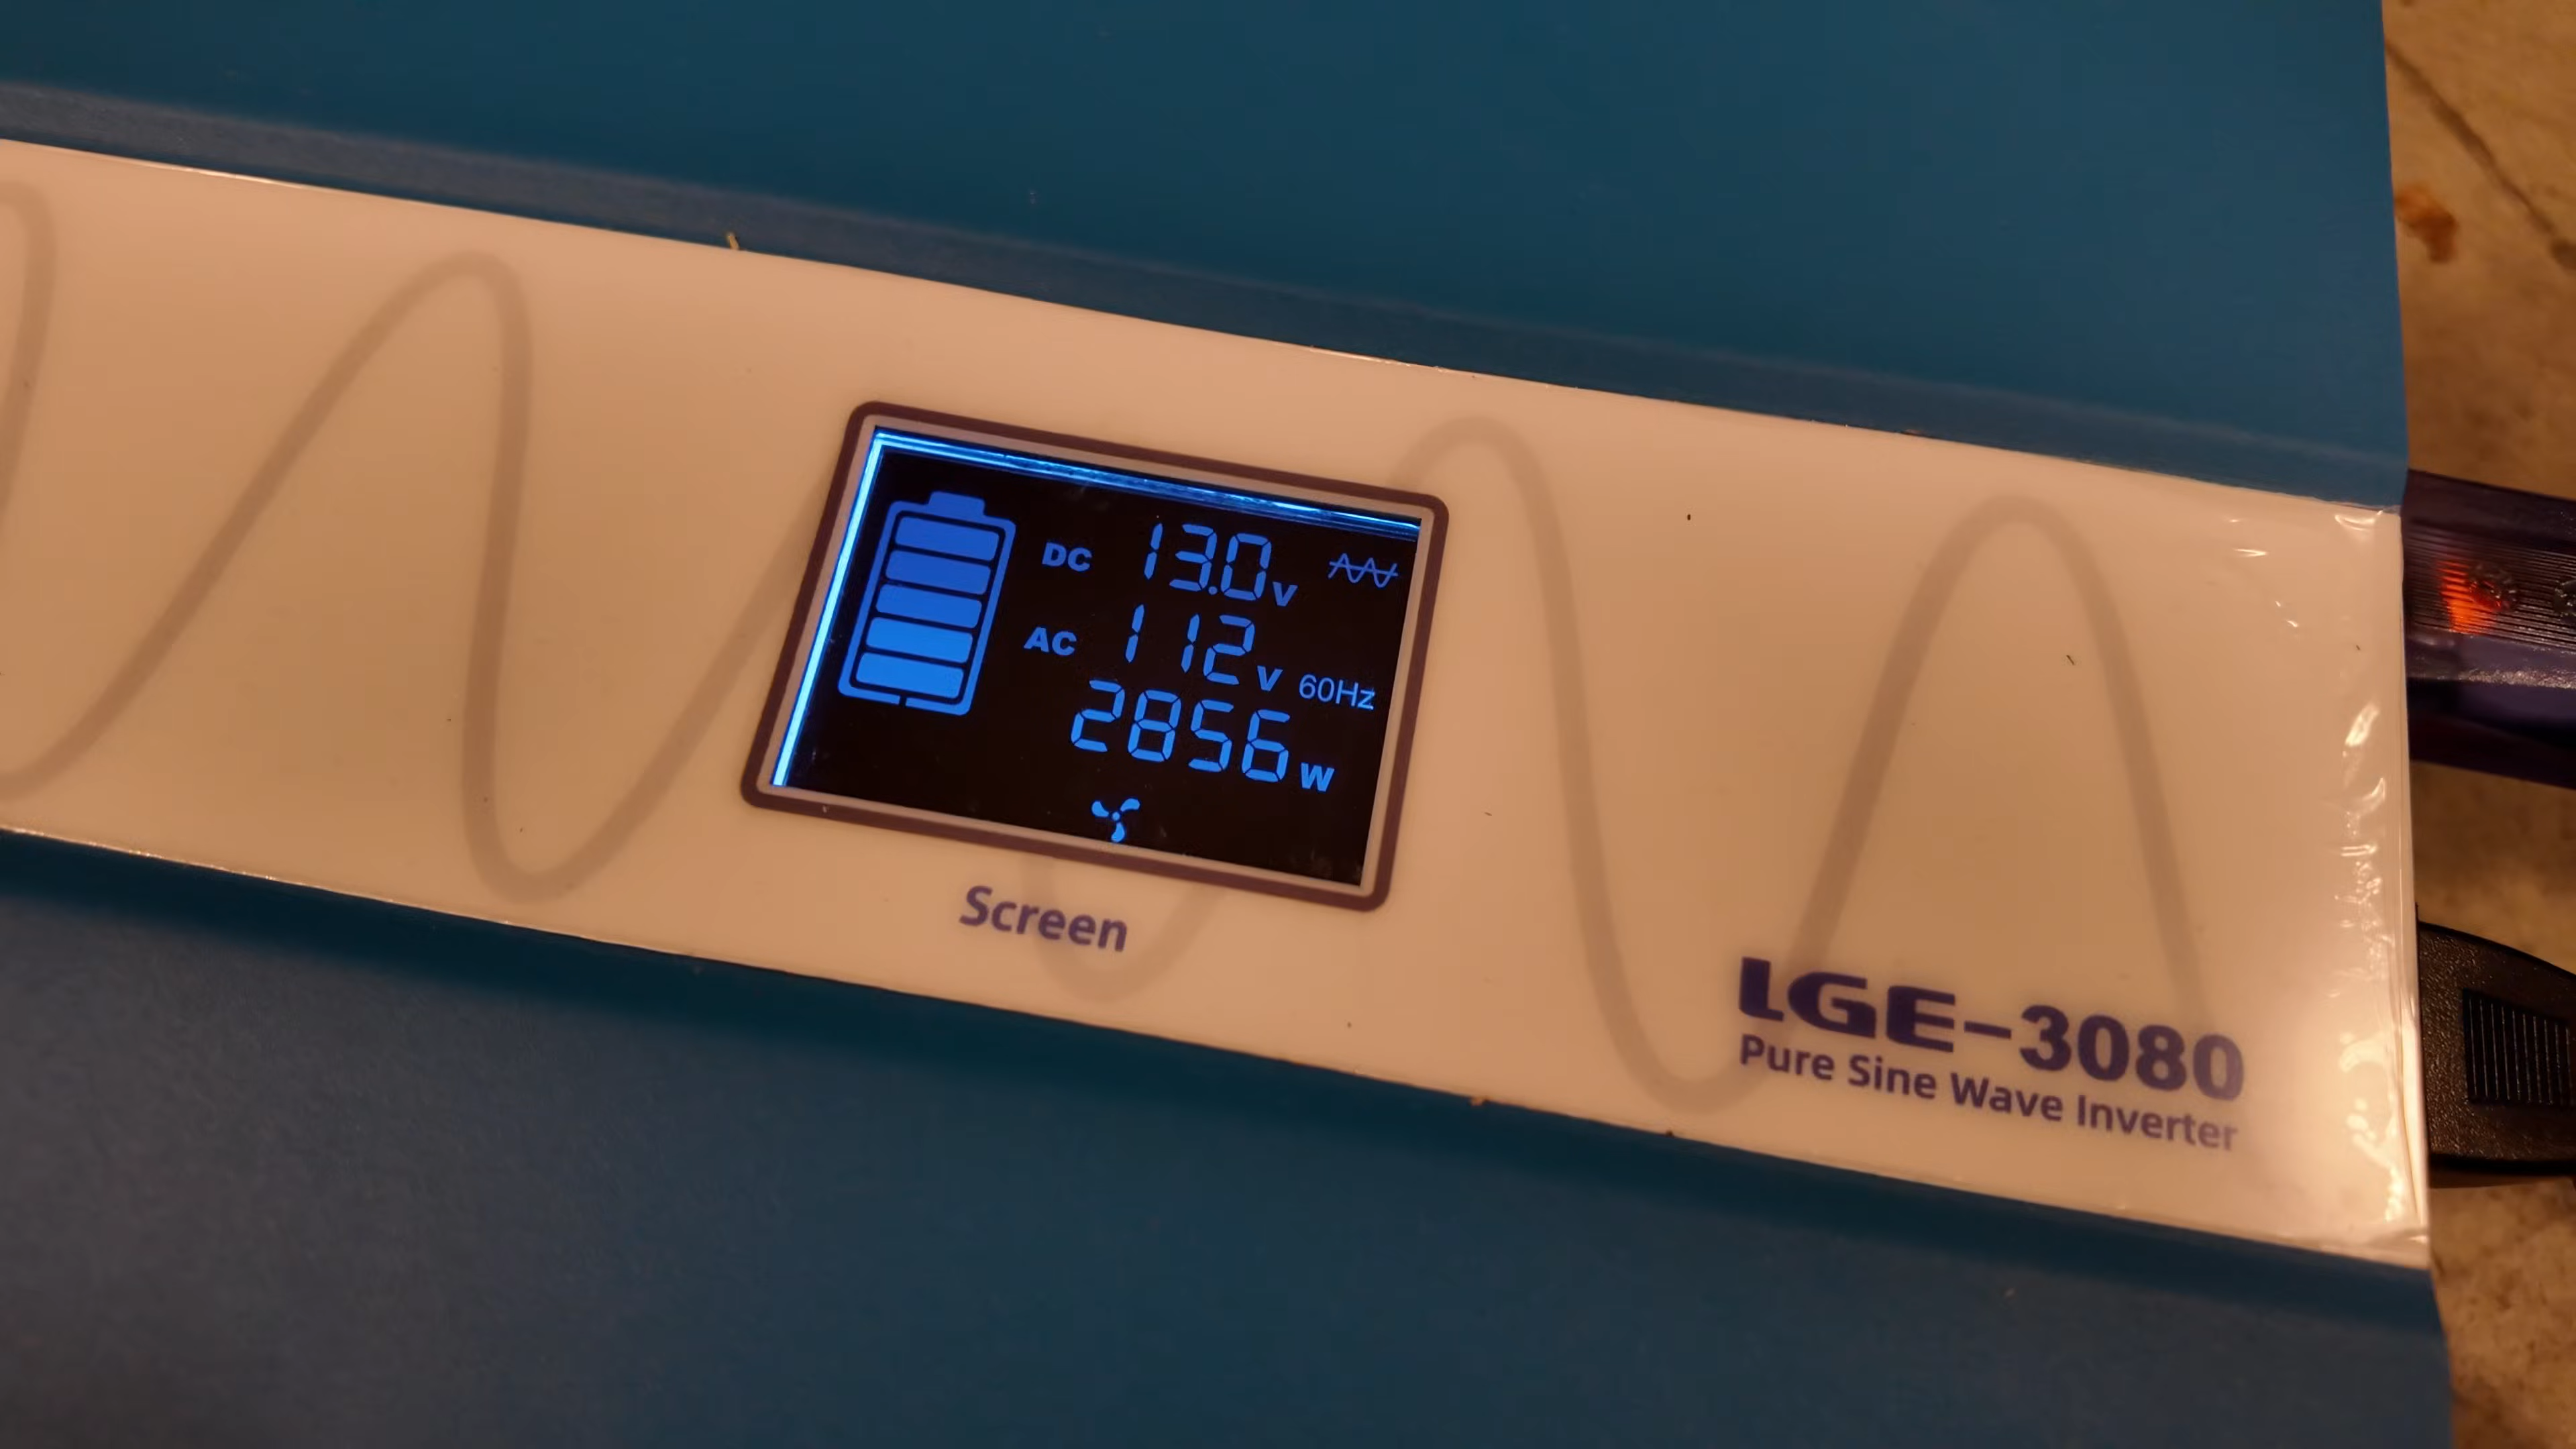 DC 13.0v
AC 112v 60Hz
2856w
Screen
LGE-3080
Pure Sine Wave Inverter